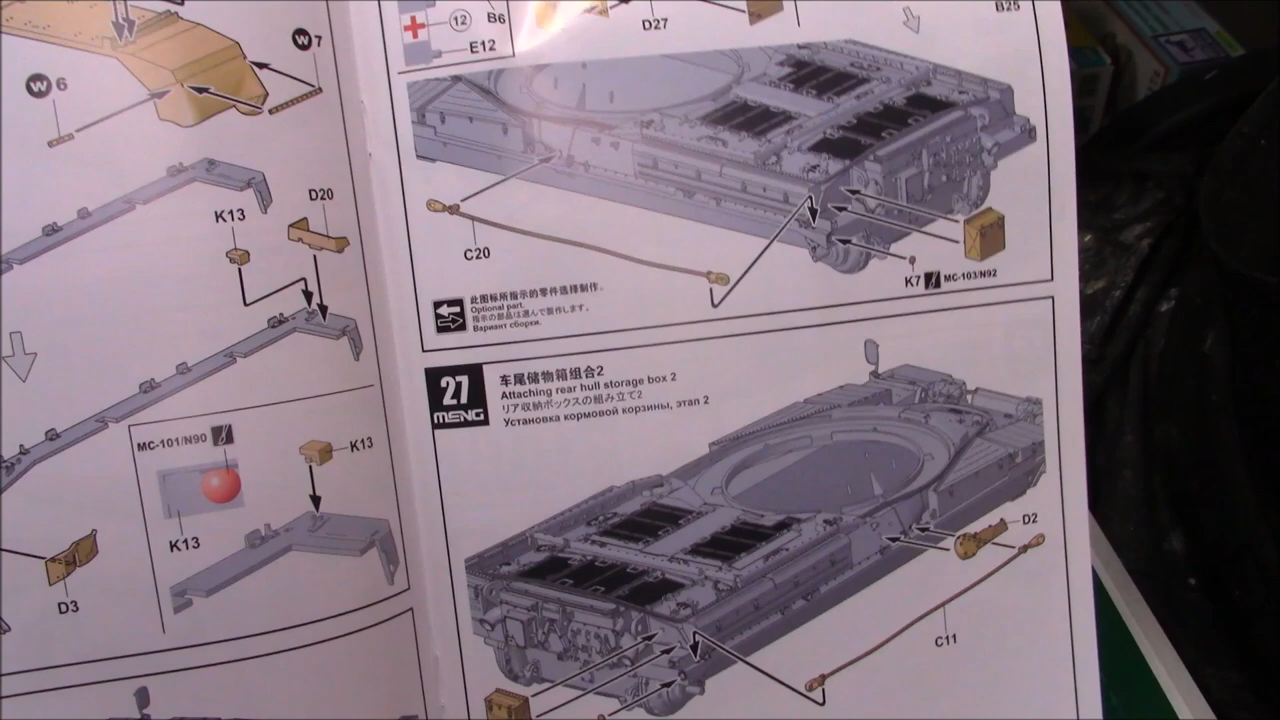 W 7
W 6
K13
D20
MC-101/N90
K13
K13
D3
12
B6
E12
D27
B25
C20
K7
MC-103/N92
此图标所指示的零件选择制作。
Optional part.
指示の部品は選んで製作します。
Вариант сборки.
27
MENG
车尾储物箱组合2
Attaching rear hull storage box 2
リア収納ボックスの組み立て2
Установка кормовой корзины, этап 2
D2
C11